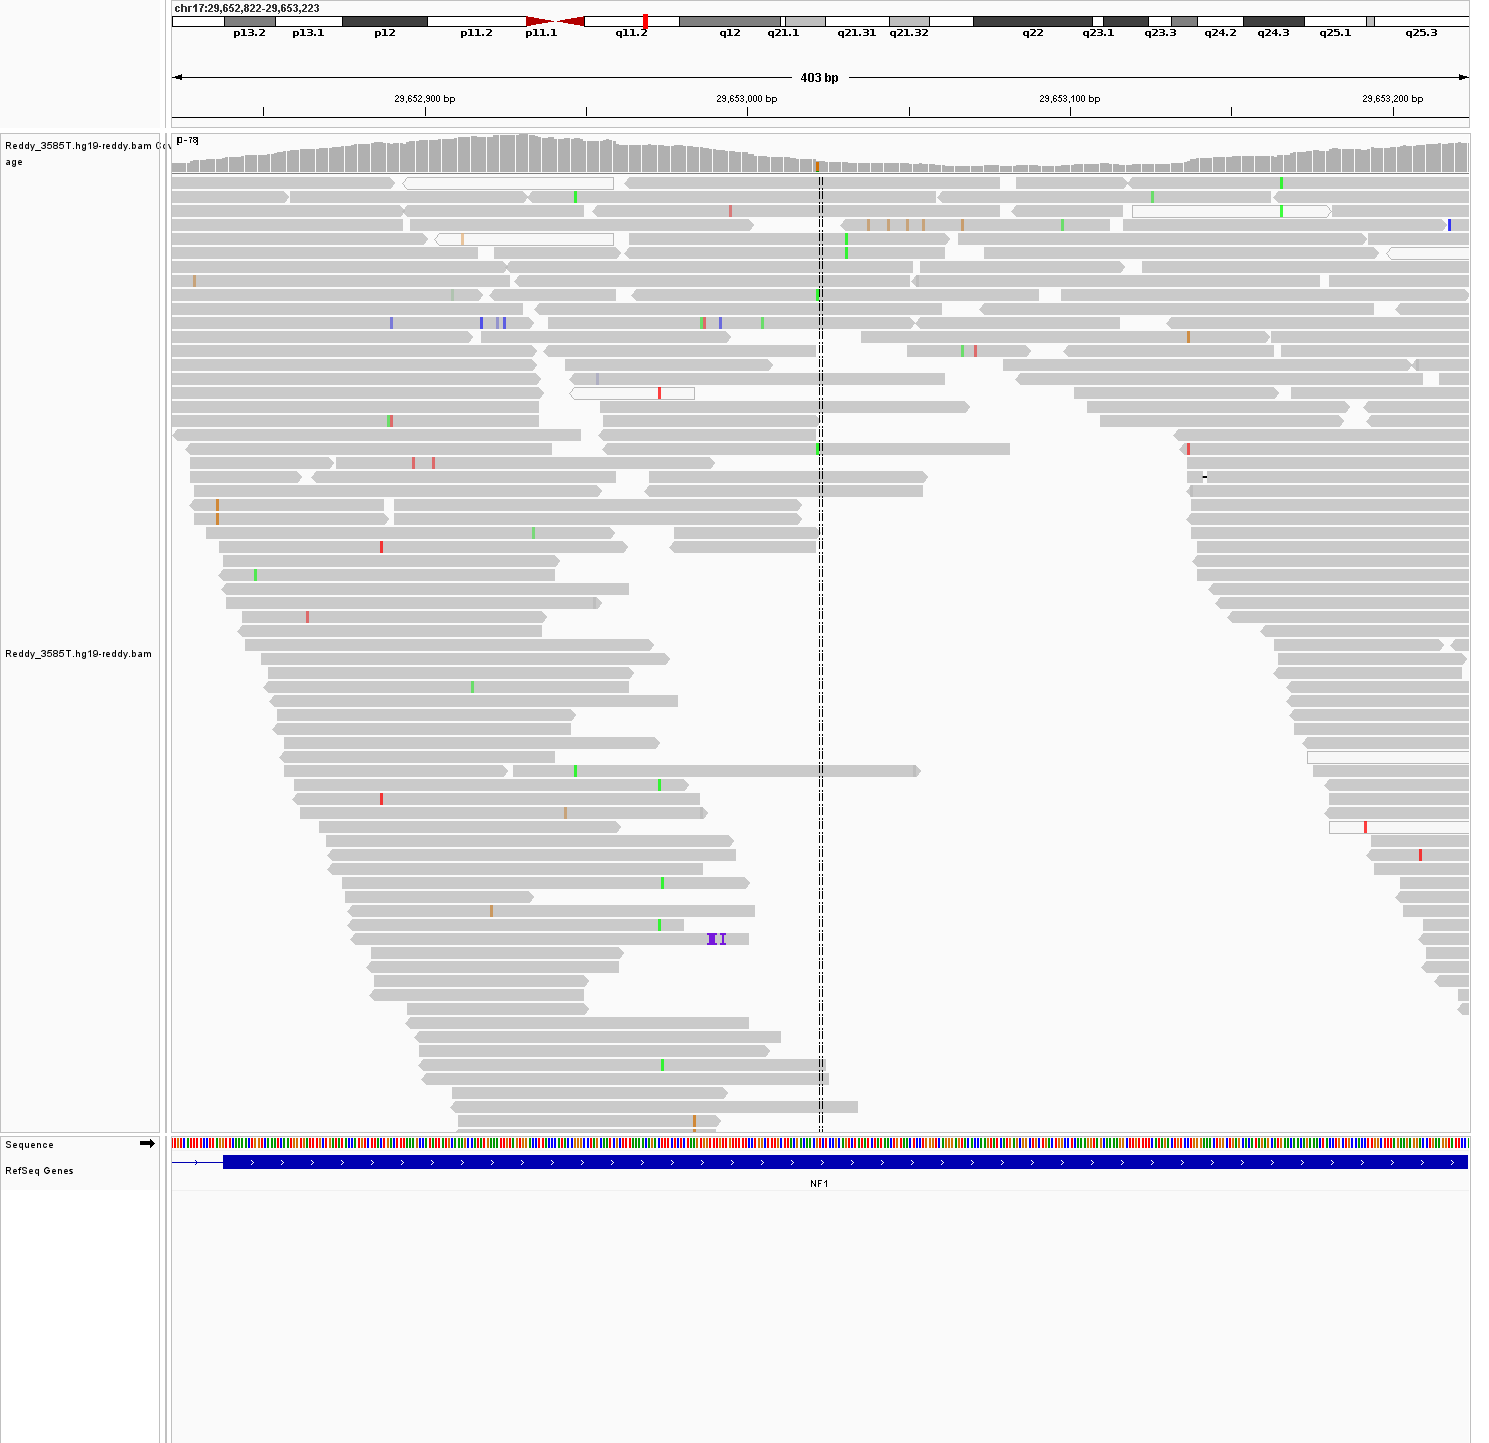 chr17:29,652,822-29,653,223
p13.2 p13.1 p12 p11.2 p11.1 q11.2 q12 q21.1 q21.31 q21.32 q22 q23.1 q23.3 q24.2 q24.3 q25.1 q25.3
403 bp
29,652,900 bp 29,653,000 bp 29,653,100 bp 29,653,200 bp
[0-78]
Reddy_3585T.hg19-reddy.bam Cov
age
Reddy_3585T.hg19-reddy.bam
Sequence
RefSeq Genes
NF1